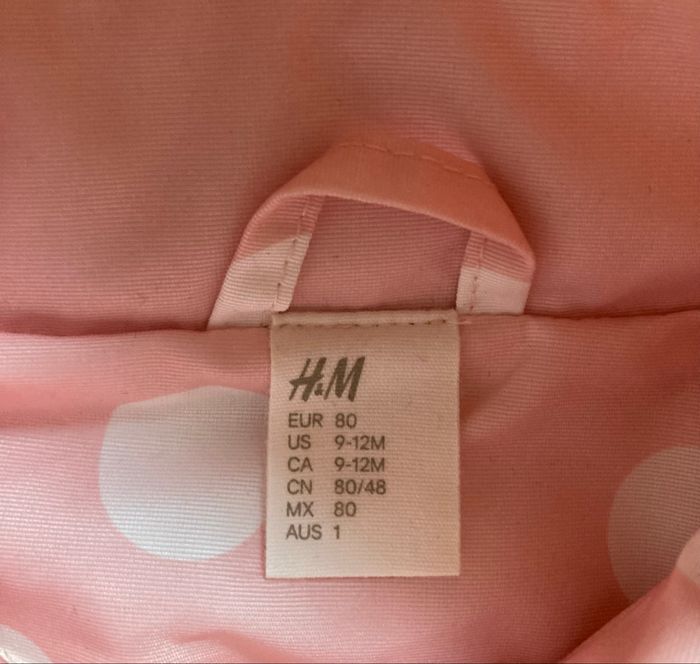 H&M
EUR 80
US 9-12M
CA 9-12M
CN 80/48
MX 80
AUS 1